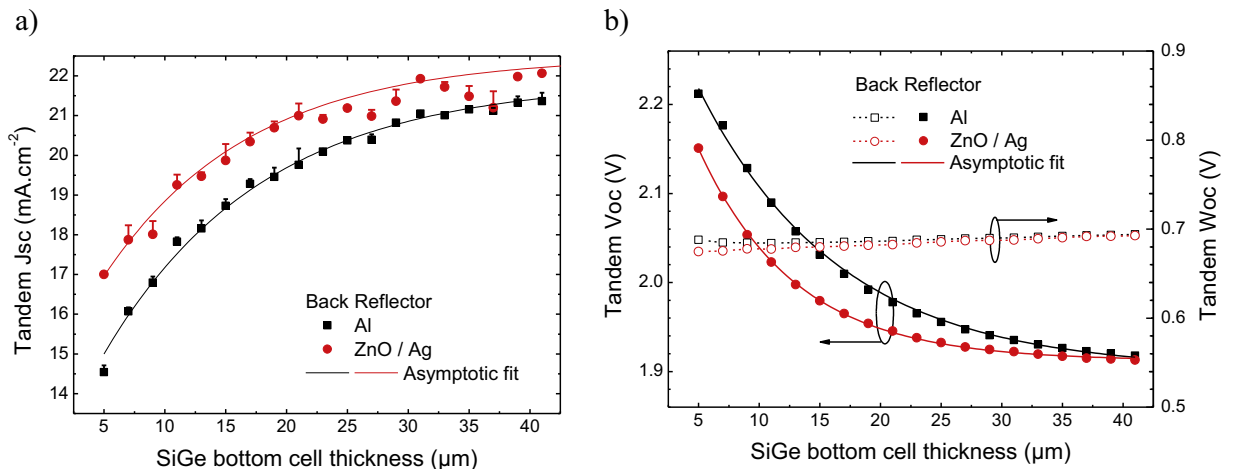 a)
Tandem Jsc (mA.cm-2)
22
21
20
19
18
17
16
15
14
Back Reflector
Al
ZnO / Ag
Asymptotic fit
5 10 15 20 25 30 35 40
SiGe bottom cell thickness (µm)
b)
Tandem Voc (V)
2.2
2.1
2.0
1.9
Back Reflector
Al
ZnO / Ag
Asymptotic fit
0.9
0.8
0.7
0.6
0.5
Tandem Woc (V)
5 10 15 20 25 30 35 40
SiGe bottom cell thickness (µm)